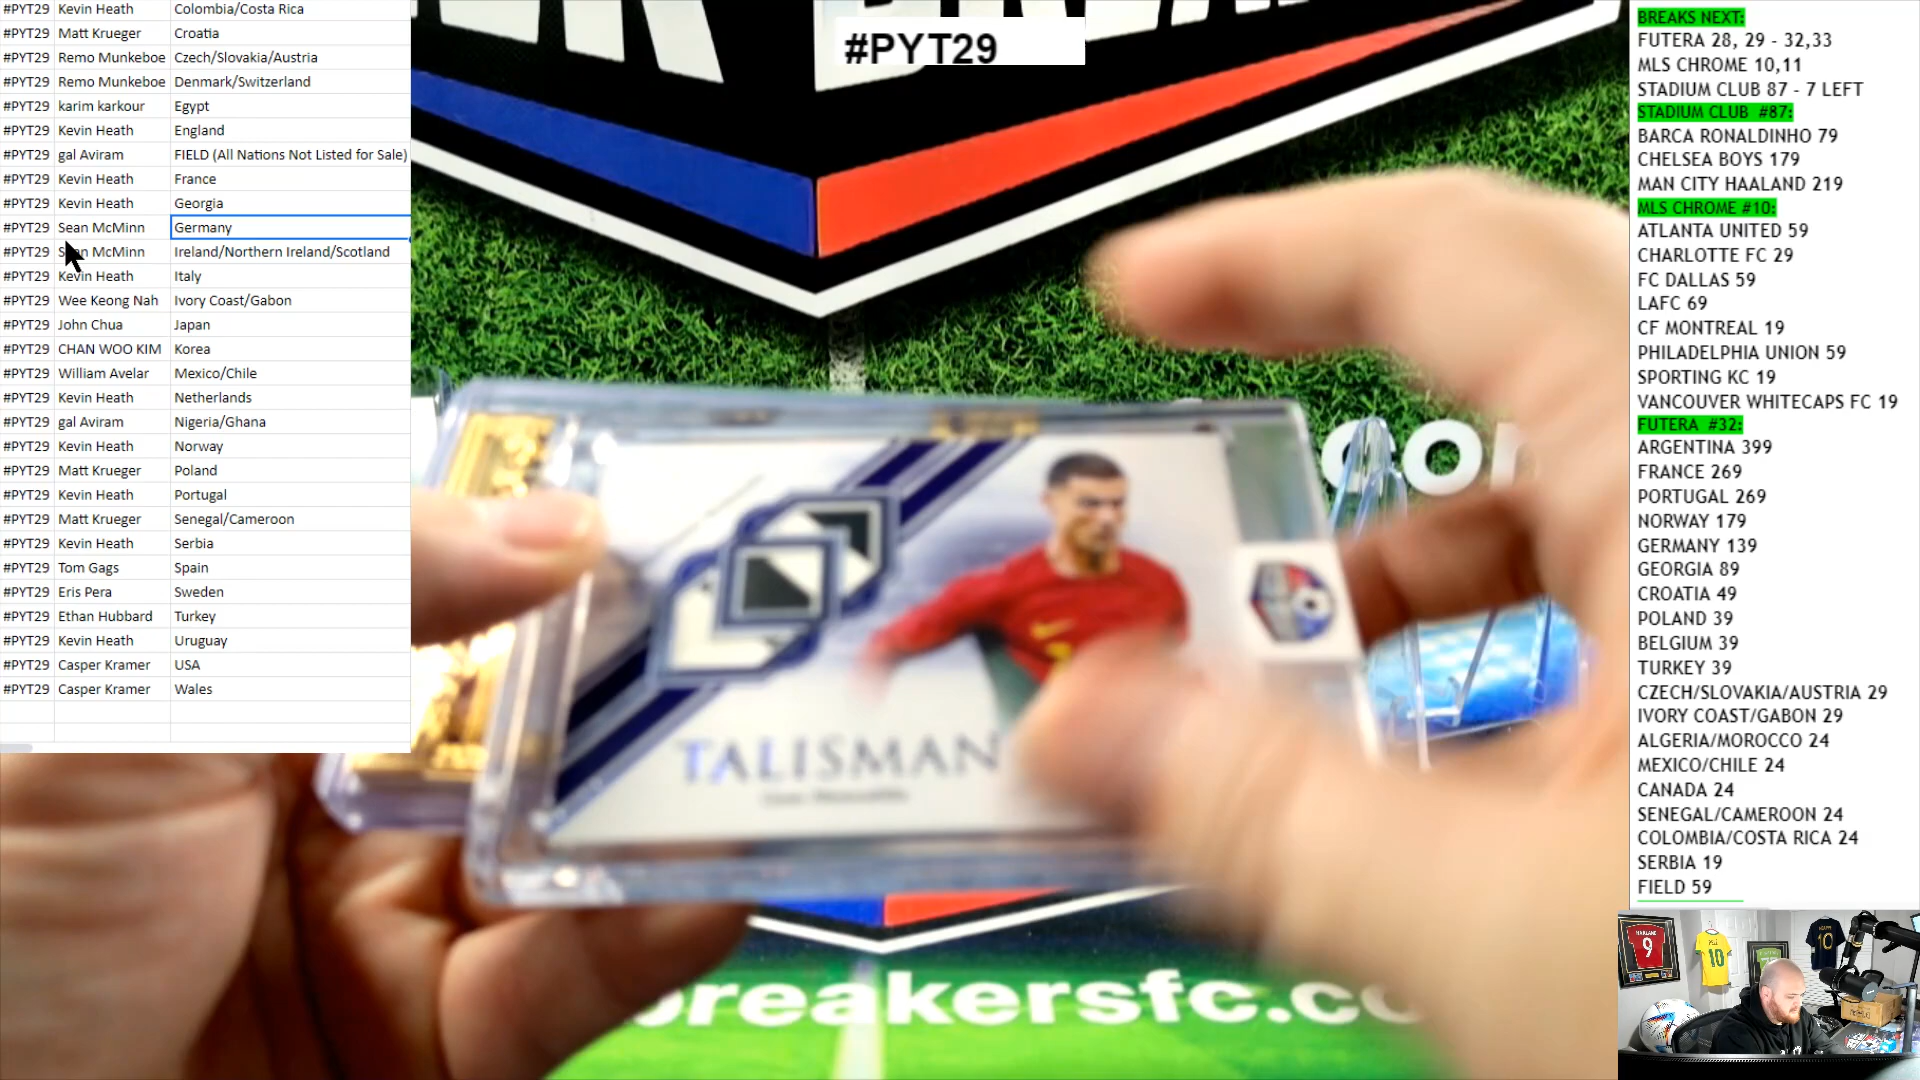 #PYT29 Kevin Heath Colombia/Costa Rica
#PYT29 Matt Krueger Croatia
#PYT29 Remo Munkeboe Czech/Slovakia/Austria
#PYT29 Remo Munkeboe Denmark/Switzerland
#PYT29 karim karkour Egypt
#PYT29 Kevin Heath England
#PYT29 gal Aviram FIELD (All Nations Not Listed for Sale)
#PYT29 Kevin Heath France
#PYT29 Kevin Heath Georgia
#PYT29 Sean McMinn Germany
#PYT29 McMinn Ireland/Northern Ireland/Scotland
#PYT29 Kevin Heath Italy
#PYT29 Wee Keong Nah Ivory Coast/Gabon
#PYT29 John Chua Japan
#PYT29 CHAN WOO KIM Korea
#PYT29 William Avelar Mexico/Chile
#PYT29 Kevin Heath Netherlands
#PYT29 gal Aviram Nigeria/Ghana
#PYT29 Kevin Heath Norway
#PYT29 Matt Krueger Poland
#PYT29 Kevin Heath Portugal
#PYT29 Matt Krueger Senegal/Cameroon
#PYT29 Kevin Heath Serbia
#PYT29 Tom Gags Spain
#PYT29 Eris Pera Sweden
#PYT29 Ethan Hubbard Turkey
#PYT29 Kevin Heath Uruguay
#PYT29 Casper Kramer USA
#PYT29 Casper Kramer Wales
#PYT29
TALISMAN
breakersfc.co
BREAKS NEXT:
FUTERA 28, 29 - 32,33
MLS CHROME 10,11
STADIUM CLUB 87 - 7 LEFT
STADIUM CLUB #87:
BARCA RONALDINHO 79
CHELSEA BOYS 179
MAN CITY HAALAND 219
MLS CHROME #10:
ATLANTA UNITED 59
CHARLOTTE FC 29
FC DALLAS 59
LAFC 69
CF MONTREAL 19
PHILADELPHIA UNION 59
SPORTING KC 19
VANCOUVER WHITECAPS FC 19
FUTERA #32:
ARGENTINA 399
FRANCE 269
PORTUGAL 269
NORWAY 179
GERMANY 139
GEORGIA 89
CROATIA 49
POLAND 39
BELGIUM 39
TURKEY 39
CZECH/SLOVAKIA/AUSTRIA 29
IVORY COAST/GABON 29
ALGERIA/MOROCCO 24
MEXICO/CHILE 24
CANADA 24
SENEGAL/CAMEROON 24
COLOMBIA/COSTA RICA 24
SERBIA 19
FIELD 59
HAALAND
9
10
10